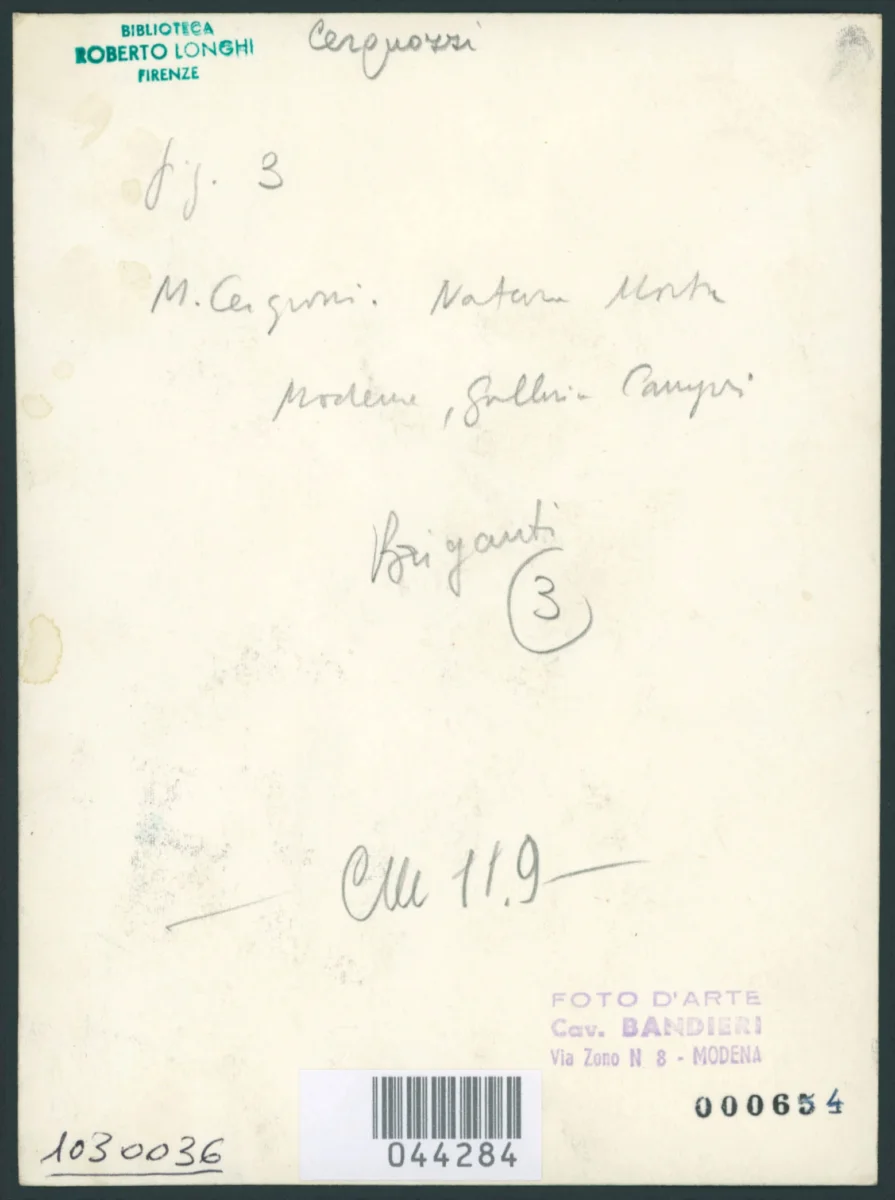 BIBLIOTECA
ROBERTO LONGHI
FIRENZE
Cerquozzi
fig. 3
M. Cerquozzi. Natura Morta
Modena, Galleria Campori
Briganti
3
Cm 11.9
FOTO D'ARTE
Cav. BANDIERI
Via Zono N 8 - MODENA
000654
044284
1030036